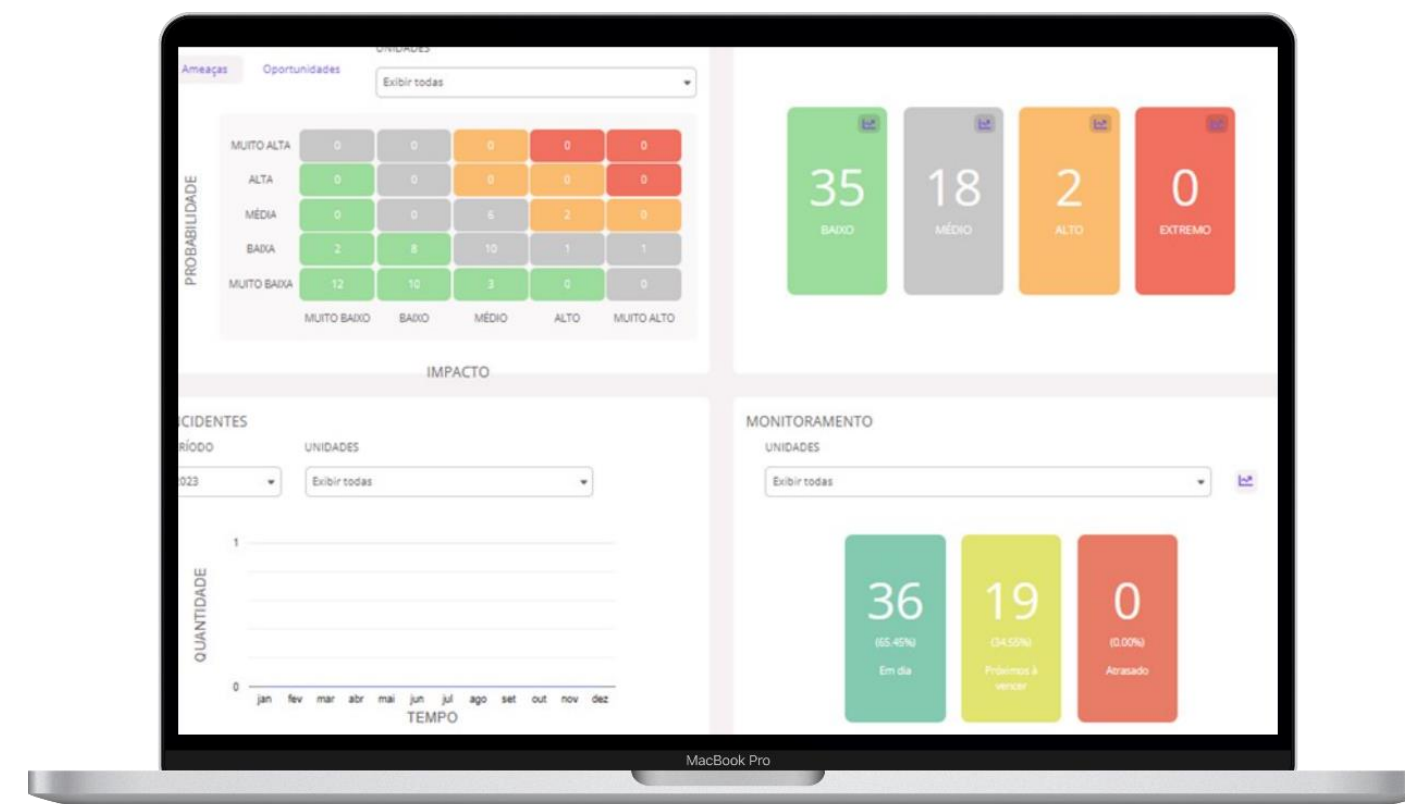 UNIDADES
Ameaças Oportunidades
Exibir todas
PROBABILIDADE
MUITO ALTA 0 0 0 0 0
ALTA 0 0 0 0 0
MÉDIA 0 0 6 2 0
BAIXA 2 8 10 1 1
MUITO BAIXA 12 10 3 0 0
MUITO BAIXO BAIXO MÉDIO ALTO MUITO ALTO
IMPACTO
35 18 2 0
BAIXO MÉDIO ALTO EXTREMO
NCIDENTES
RÍODO UNIDADES
2023 Exibir todas
QUANTIDADE
1
0
jan fev mar abr mai jun jul ago set out nov dez
TEMPO
MONITORAMENTO
UNIDADES
Exibir todas
36 19 0
(65.45%) (34.55%) (0.00%)
Em dia Próximos à Atrasado
vencer
MacBook Pro